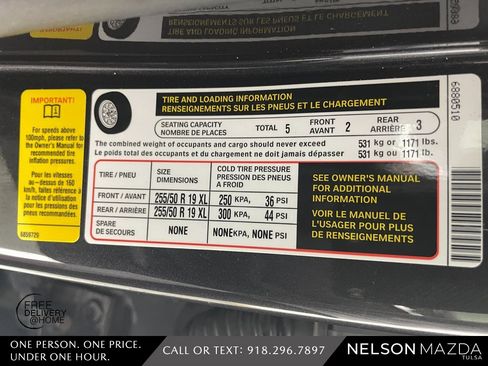 IMPORTANT!
For speeds above
100mph, please refer to
the Owner's Manual for
recommended tire
inflation pressures.
Pour les vitesses
au-dessus de 160
km/h, faites référence à
la notice d'utilisation
pour les pressions de
pneus recommandées.
6859729
TIRE AND LOADING INFORMATION
RENSEIGNEMENTS SUR LES PNEUS ET LE CHARGEMENT
SEATING CAPACITY
NOMBRE DE PLACES
TOTAL 5
FRONT
AVANT 2
REAR
ARRIÈRE 3
The combined weight of occupants and cargo should never exceed 531 kg or 1171 lbs.
Le poids total des occupants et du chargement ne doit jamais dépasser 531 kg ou 1171 lb.
TIRE / PNEU
SIZE
DIMENSIONS
COLD TIRE PRESSURE
PRESSION DES PNEUS
A FROID
FRONT / AVANT 255/50 R 19 XL 250 KPA, 36 PSI
REAR / ARRIÈRE 255/50 R 19 XL 300 KPA, 44 PSI
SPARE
DE SECOURS NONE NONE KPA, NONE PSI
SEE OWNER'S MANUAL
FOR ADDITIONAL
INFORMATION
VOIR LE MANUEL DE
L'USAGER POUR PLUS
DE RENSEIGNEMENTS
6880510
FREE
DELIVERY
@HOME
ONE PERSON. ONE PRICE.
UNDER ONE HOUR.
CALL OR TEXT: 918.296.7897
NELSON MAZDA
TULSA